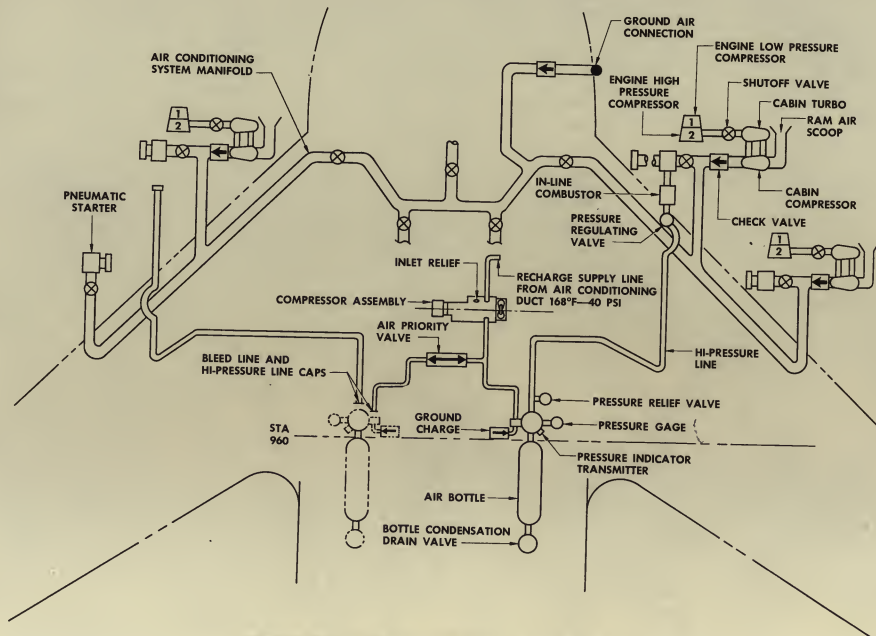 GROUND AIR
CONNECTION
ENGINE LOW PRESSURE
COMPRESSOR
AIR CONDITIONING
SYSTEM MANIFOLD
ENGINE HIGH
PRESSURE
COMPRESSOR
SHUTOFF VALVE
CABIN TURBO
RAM AIR
SCOOP
1
2
1
2
PNEUMATIC
STARTER
IN-LINE
COMBUSTOR
CABIN
COMPRESSOR
PRESSURE
REGULATING
VALVE
CHECK VALVE
1
2
INLET RELIEF
RECHARGE SUPPLY LINE
FROM AIR CONDITIONING
DUCT 168°F—40 PSI
COMPRESSOR ASSEMBLY
AIR PRIORITY
VALVE
BLEED LINE AND
HI-PRESSURE LINE CAPS
HI-PRESSURE
LINE
PRESSURE RELIEF VALVE
GROUND
CHARGE
PRESSURE GAGE
STA
960
PRESSURE INDICATOR
TRANSMITTER
AIR BOTTLE
BOTTLE CONDENSATION
DRAIN VALVE